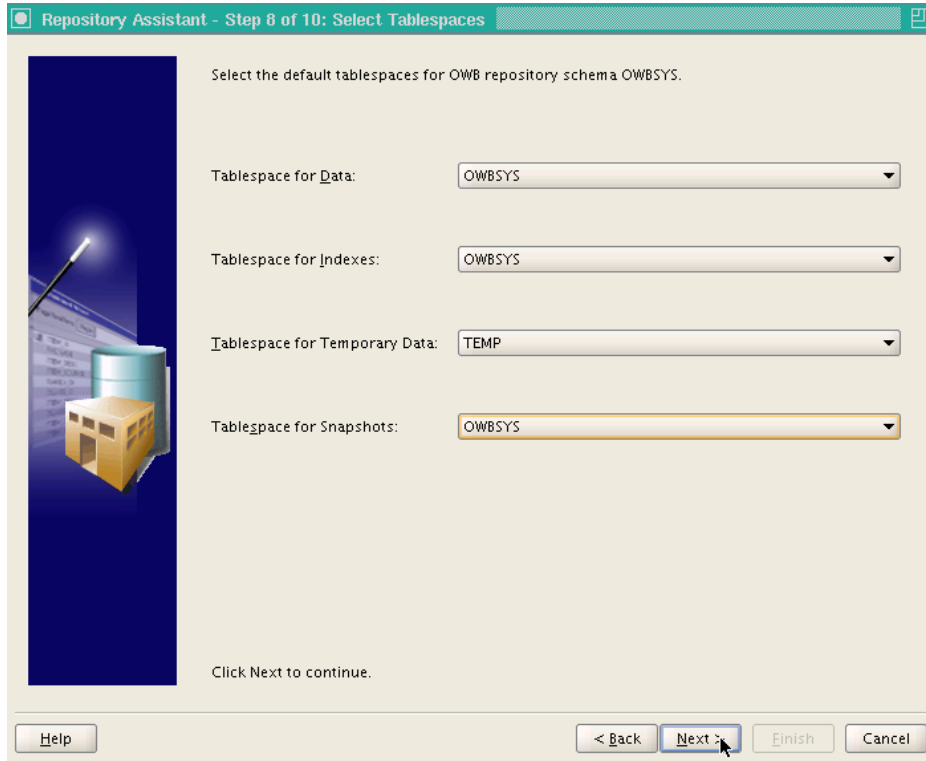 Repository Assistant - Step 8 of 10: Select Tablespaces
Select the default tablespaces for OWB repository schema OWBSYS.
Tablespace for Data: OWBSYS
Tablespace for Indexes: OWBSYS
Tablespace for Temporary Data: TEMP
Tablespace for Snapshots: OWBSYS
Click Next to continue.
Help < Back Next > Finish Cancel